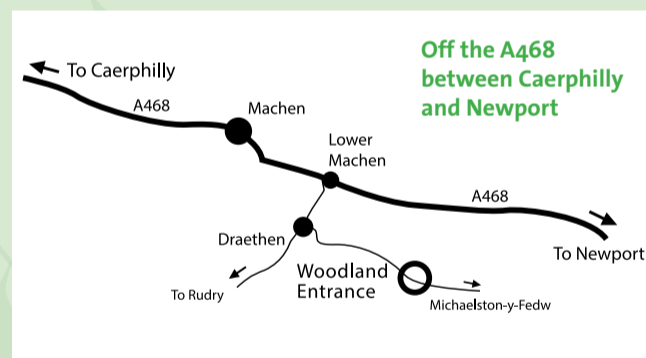 Off the A468
between Caerphilly
and Newport
To Caerphilly
A468
Machen
Lower
Machen
A468
To Newport
Draethen
Woodland
Entrance
To Rudry
Michaelston-y-Fedw